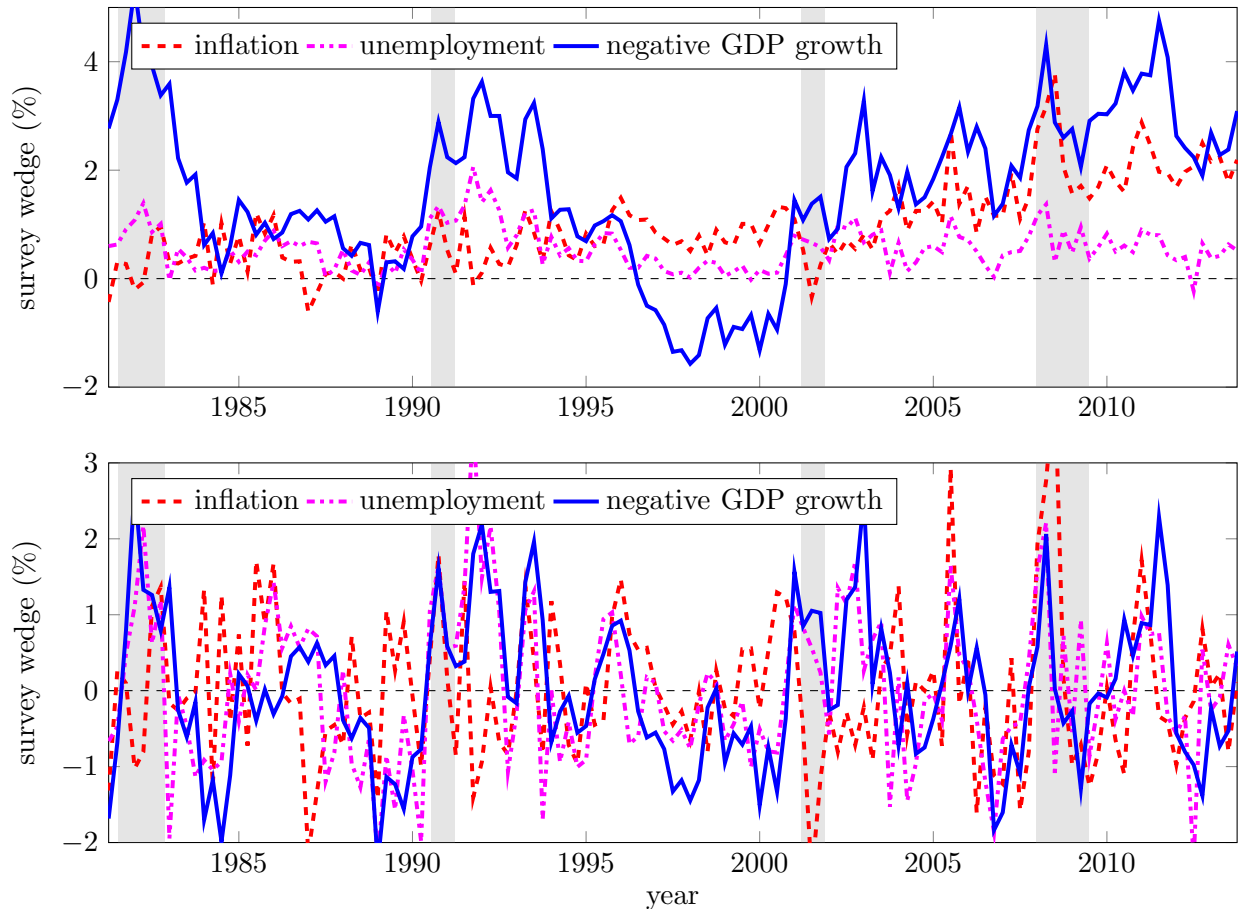 inflation unemployment negative GDP growth
survey wedge (%)
4
2
0
−2
1985 1990 1995 2000 2005 2010
inflation unemployment negative GDP growth
survey wedge (%)
3
2
1
0
−1
−2
1985 1990 1995 2000 2005 2010
year